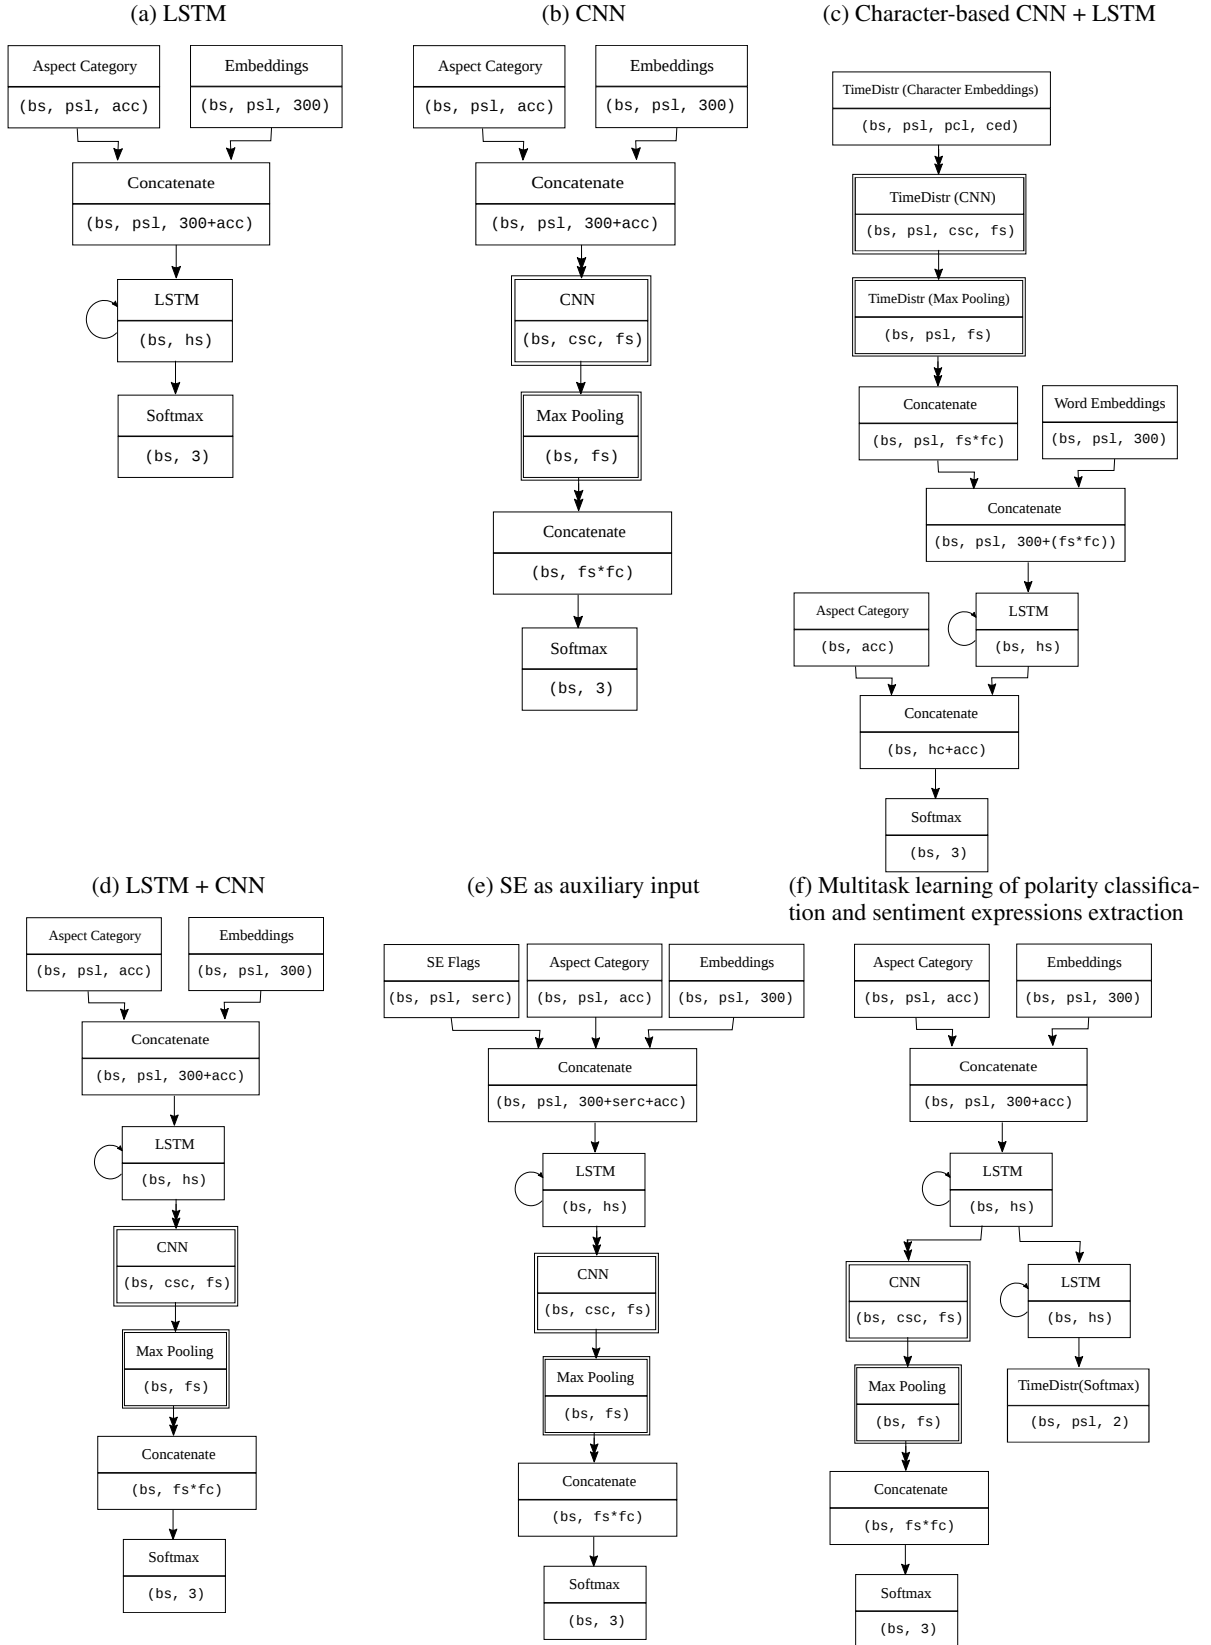 (a) LSTM
Aspect Category
(bs, psl, acc)
Embeddings
(bs, psl, 300)
Concatenate
(bs, psl, 300+acc)
LSTM
(bs, hs)
Softmax
(bs, 3)
(b) CNN
Aspect Category
(bs, psl, acc)
Embeddings
(bs, psl, 300)
Concatenate
(bs, psl, 300+acc)
CNN
(bs, csc, fs)
Max Pooling
(bs, fs)
Concatenate
(bs, fs*fc)
Softmax
(bs, 3)
(c) Character-based CNN + LSTM
TimeDistr (Character Embeddings)
(bs, psl, pcl, ced)
TimeDistr (CNN)
(bs, psl, csc, fs)
TimeDistr (Max Pooling)
(bs, psl, fs)
Concatenate
(bs, psl, fs*fc)
Word Embeddings
(bs, psl, 300)
Concatenate
(bs, psl, 300+(fs*fc))
Aspect Category
(bs, acc)
LSTM
(bs, hs)
Concatenate
(bs, hc+acc)
Softmax
(bs, 3)
(d) LSTM + CNN
Aspect Category
(bs, psl, acc)
Embeddings
(bs, psl, 300)
Concatenate
(bs, psl, 300+acc)
LSTM
(bs, hs)
CNN
(bs, csc, fs)
Max Pooling
(bs, fs)
Concatenate
(bs, fs*fc)
Softmax
(bs, 3)
(e) SE as auxiliary input
SE Flags
(bs, psl, serc)
Aspect Category
(bs, psl, acc)
Embeddings
(bs, psl, 300)
Concatenate
(bs, psl, 300+serc+acc)
LSTM
(bs, hs)
CNN
(bs, csc, fs)
Max Pooling
(bs, fs)
Concatenate
(bs, fs*fc)
Softmax
(bs, 3)
(f) Multitask learning of polarity classifica-
tion and sentiment expressions extraction
Aspect Category
(bs, psl, acc)
Embeddings
(bs, psl, 300)
Concatenate
(bs, psl, 300+acc)
LSTM
(bs, hs)
CNN
(bs, csc, fs)
LSTM
(bs, hs)
Max Pooling
(bs, fs)
TimeDistr(Softmax)
(bs, psl, 2)
Concatenate
(bs, fs*fc)
Softmax
(bs, 3)